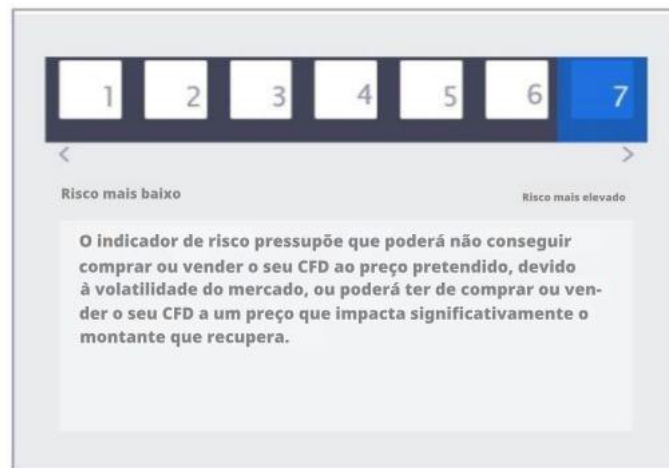 1 2 3 4 5 6 7
< >
Risco mais baixo Risco mais elevado
O indicador de risco pressupõe que poderá não conseguir
comprar ou vender o seu CFD ao preço pretendido, devido
à volatilidade do mercado, ou poderá ter de comprar ou ven-
der o seu CFD a um preço que impacta significativamente o
montante que recupera.